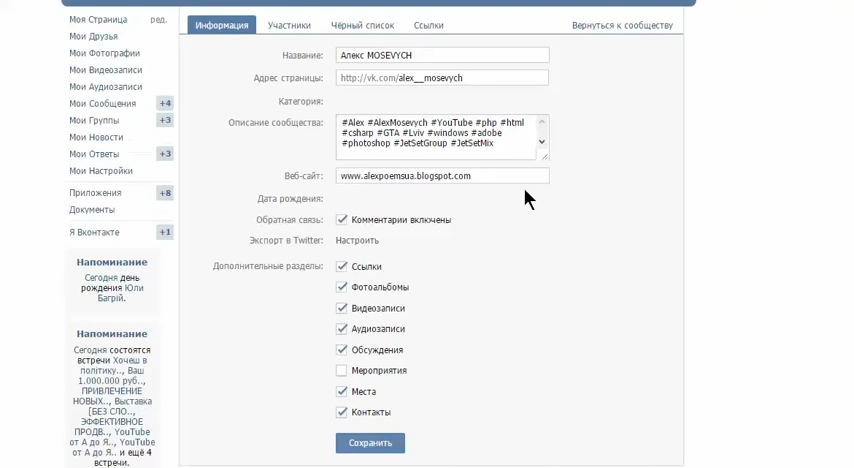 Моя Страница ред.
Мои Друзья
Мои Фотографии
Мои Видеозаписи
Мои Аудиозаписи
Мои Сообщения +4
Мои Группы +3
Мои Новости
Мои Ответы +3
Мои Настройки
Приложения +8
Документы
Я Вконтакте +1
Напоминание
Сегодня день
рождения Юли
Багрій.
Напоминание
Сегодня состоятся
встречи Хочеш в
політику.., Ваш
1.000.000 руб..,
ПРИВЛЕЧЕНИЕ
НОВЫХ.., Выставка
[БЕЗ СЛО..,
ЭФФЕКТИВНОЕ
ПРОДВ.., YouTube
от А до Я.., YouTube
от А до Я.. и ещё 4
встречи.
Информация Участники Чёрный список Ссылки Вернуться к сообществу
Название: Алекс MOSEVYCH
Адрес страницы: http://vk.com/alex__mosevych
Категория:
Описание сообщества: #Alex #AlexMosevych #YouTube #php #html
#csharp #GTA #Lviv #windows #adobe
#photoshop #JetSetGroup #JetSetMix
Веб-сайт: www.alexpoemsua.blogspot.com
Дата рождения:
Обратная связь: Комментарии включены
Экспорт в Twitter: Настроить
Дополнительные разделы: Ссылки
Фотоальбомы
Видеозаписи
Аудиозаписи
Обсуждения
Мероприятия
Места
Контакты
Сохранить